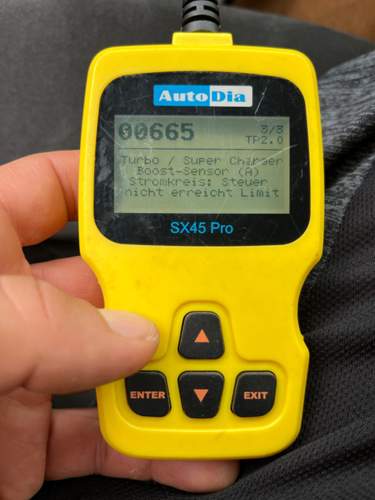 AutoDia
00665 3/3
TP2.0
Turbo / Super Charger
Boost-Sensor (A)
Stromkreis: Steuer
nicht erreicht Limit
SX45 Pro
ENTER
EXIT